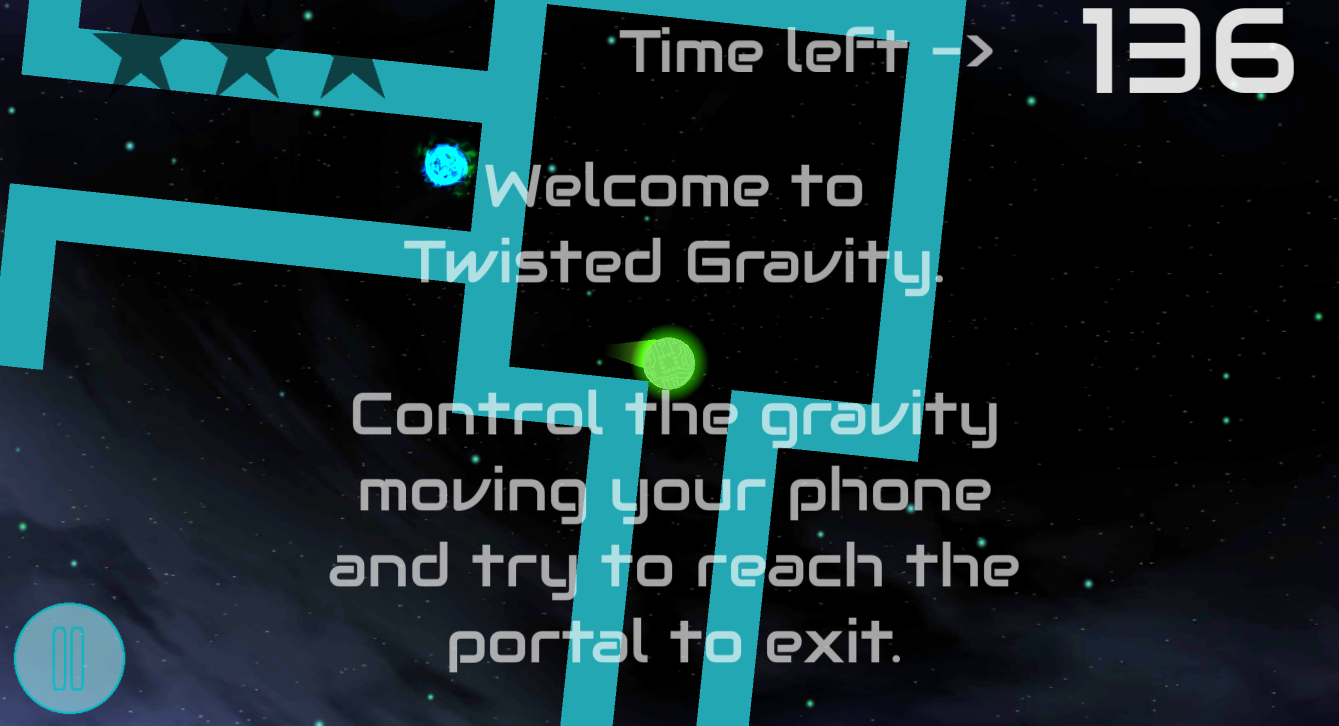 Time left -> 136
Welcome to
Twisted Gravity.
Control the gravity
moving your phone
and try to reach the
portal to exit.